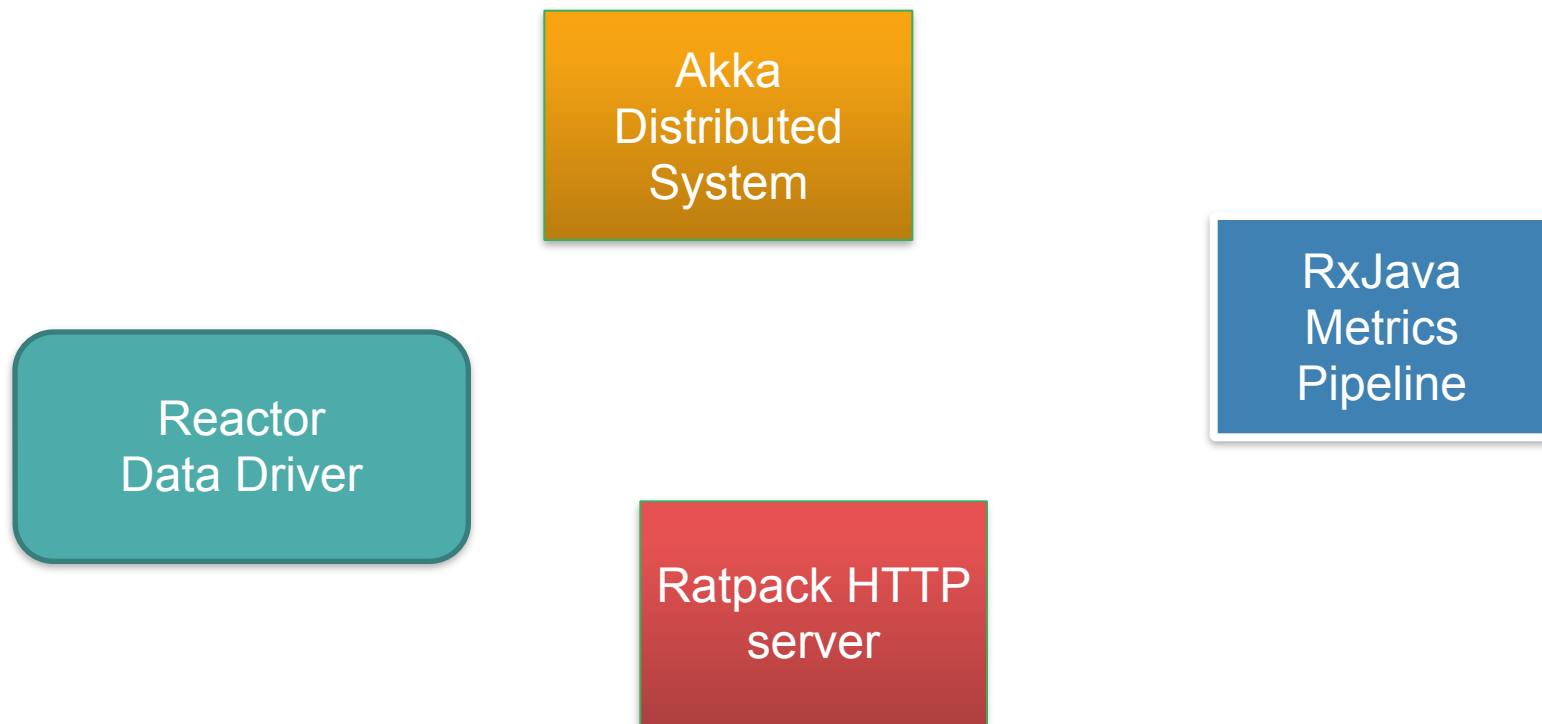 Akka
Distributed
System
RxJava
Metrics
Pipeline
Reactor
Data Driver
Ratpack HTTP
server